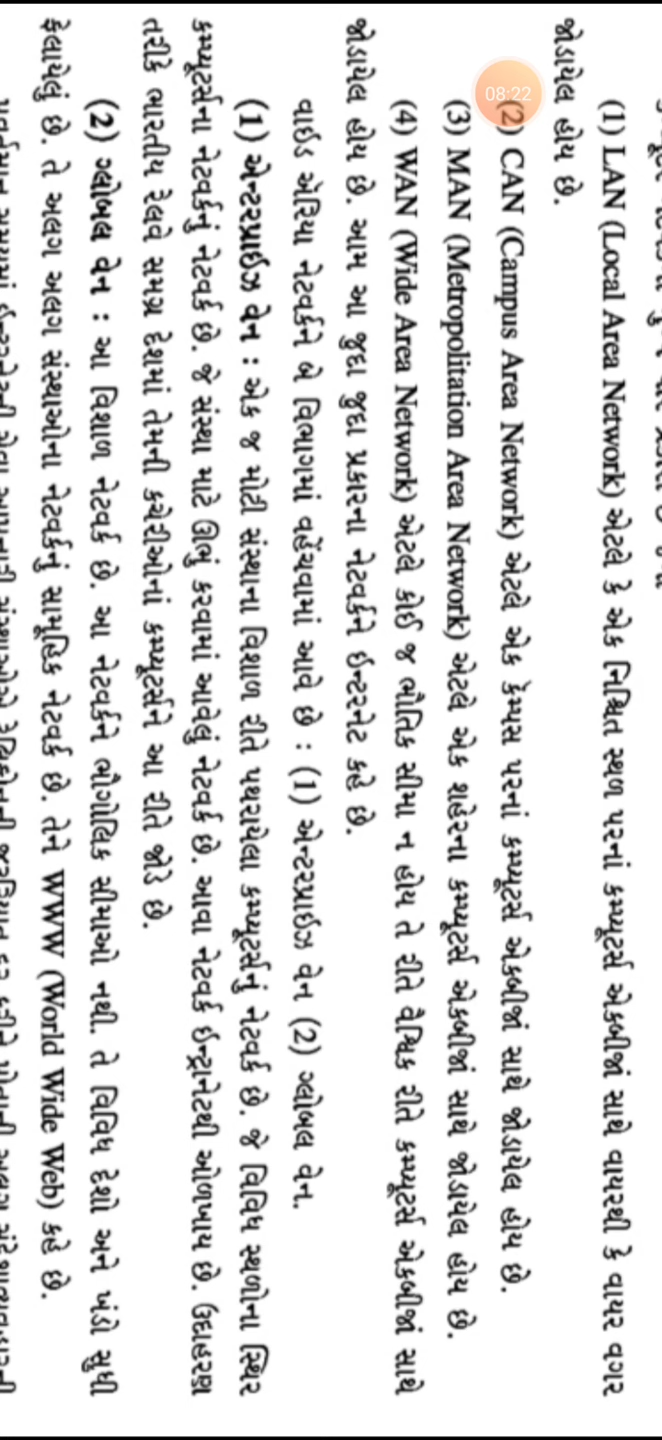 (1) LAN (Local Area Network) એટલે કે એક નિશ્ચિત સ્થળ પરનાં કમ્પ્યૂટર્સ એકબીજાં સાથે વાયરથી કે વાયર વગર
જોડાયેલ હોય છે.
08:22
(2) CAN (Campus Area Network) એટલે એક કેમ્પસ પરનાં કમ્પ્યૂટર્સ એકબીજાં સાથે જોડાયેલ હોય છે.
(3) MAN (Metropolitation Area Network) એટલે એક શહેરના કમ્પ્યૂટર્સ એકબીજાં સાથે જોડાયેલ હોય છે.
(4) WAN (Wide Area Network) એટલે કોઈ જ ભૌતિક સીમા ન હોય તે રીતે વૈશ્વિક રીતે કમ્પ્યૂટર્સ એકબીજાં સાથે
જોડાયેલ હોય છે. આમ આ જુદા જુદા પ્રકારના નેટવર્કને ઇન્ટરનેટ કહે છે.
વાઇડ એરિયા નેટવર્કને બે વિભાગમાં વહેંચવામાં આવે છે : (1) એન્ટરપ્રાઇઝ વેન (2) ગ્લોબલ વેન.
(1) એન્ટરપ્રાઇઝ વેન : એક જ મોટી સંસ્થાના વિશાળ રીતે પથરાયેલા કમ્પ્યૂટર્સનું નેટવર્ક છે. જે વિવિધ સ્થળોના સ્થિર
કમ્પ્યૂટર્સના નેટવર્કનું નેટવર્ક છે. જે સંસ્થા માટે ઊભું કરવામાં આવેલું નેટવર્ક છે. આવા નેટવર્ક ઇન્ટ્રાનેટથી ઓળખાય છે. ઉદાહરણ
તરીકે ભારતીય રેલવે સમગ્ર દેશમાં તેમની કચેરીઓનાં કમ્પ્યૂટર્સને આ રીતે જોડે છે.
(2) ગ્લોબલ વેન : આ વિશાળ નેટવર્ક છે. આ નેટવર્કને ભૌગોલિક સીમાઓ નથી. તે વિવિધ દેશો અને ખંડો સુધી
ફેલાયેલું છે. તે અલગ અલગ સંસ્થાઓના નેટવર્કનું સામૂહિક નેટવર્ક છે. તેને WWW (World Wide Web) કહે છે.